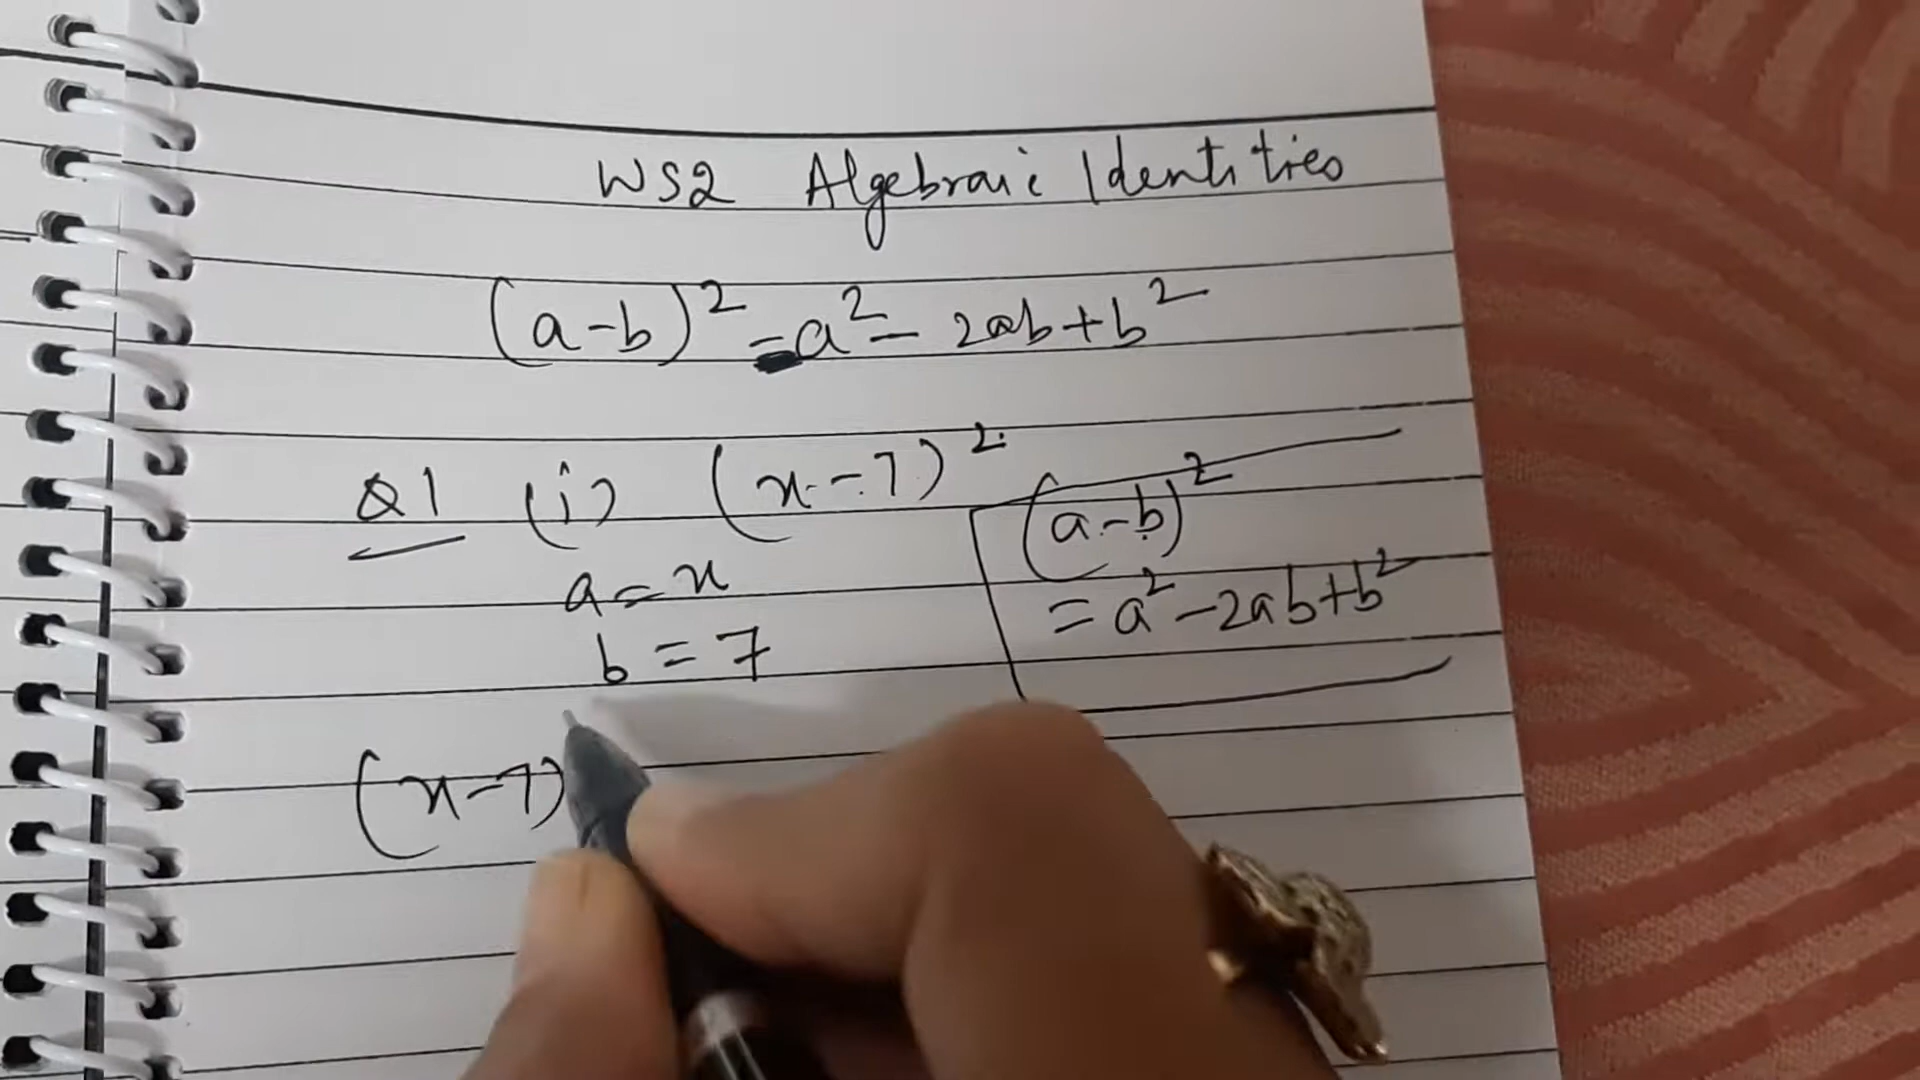 WS2 Algebraic Identities
(a-b)² = a² - 2ab + b²
Q1 (i) (x-7)²
a = x
b = 7
(a-b)²
= a² - 2ab + b²
(x-7)